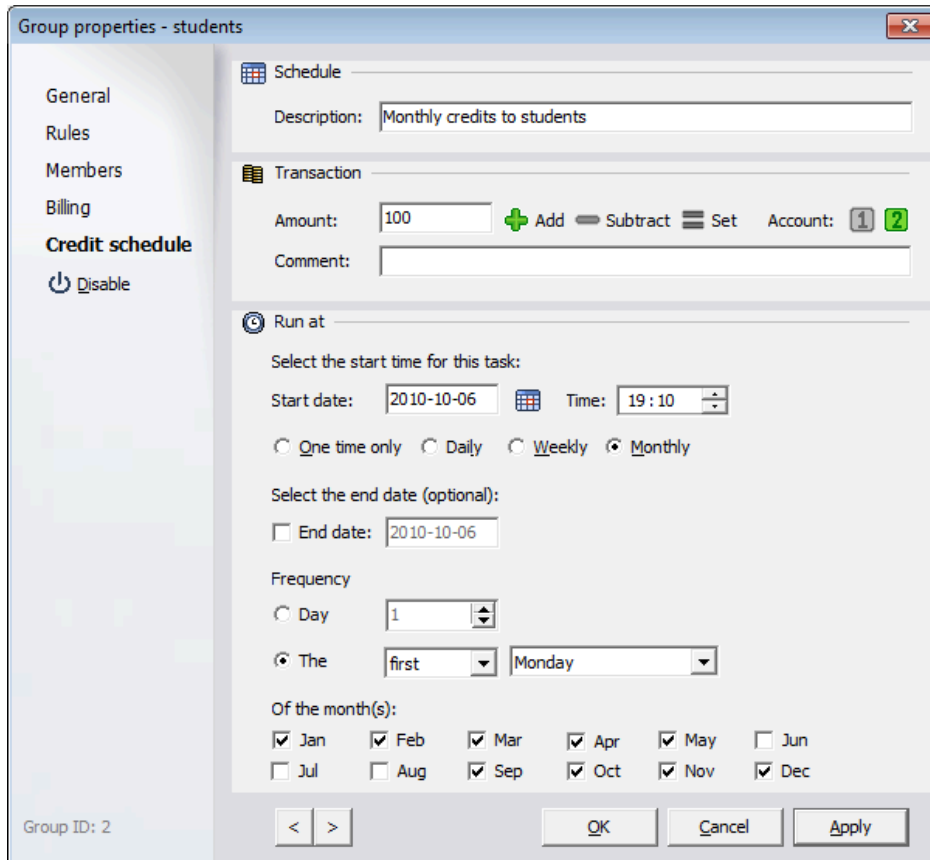 Group properties - students
General
Rules
Members
Billing
Credit schedule
Disable
Schedule
Description: Monthly credits to students
Transaction
Amount: 100 Add Subtract Set Account: 1 2
Comment:
Run at
Select the start time for this task:
Start date: 2010-10-06 Time: 19:10
One time only Daily Weekly Monthly
Select the end date (optional):
End date: 2010-10-06
Frequency
Day 1
The first Monday
Of the month(s):
Jan Feb Mar Apr May Jun
Jul Aug Sep Oct Nov Dec
Group ID: 2 < > OK Cancel Apply